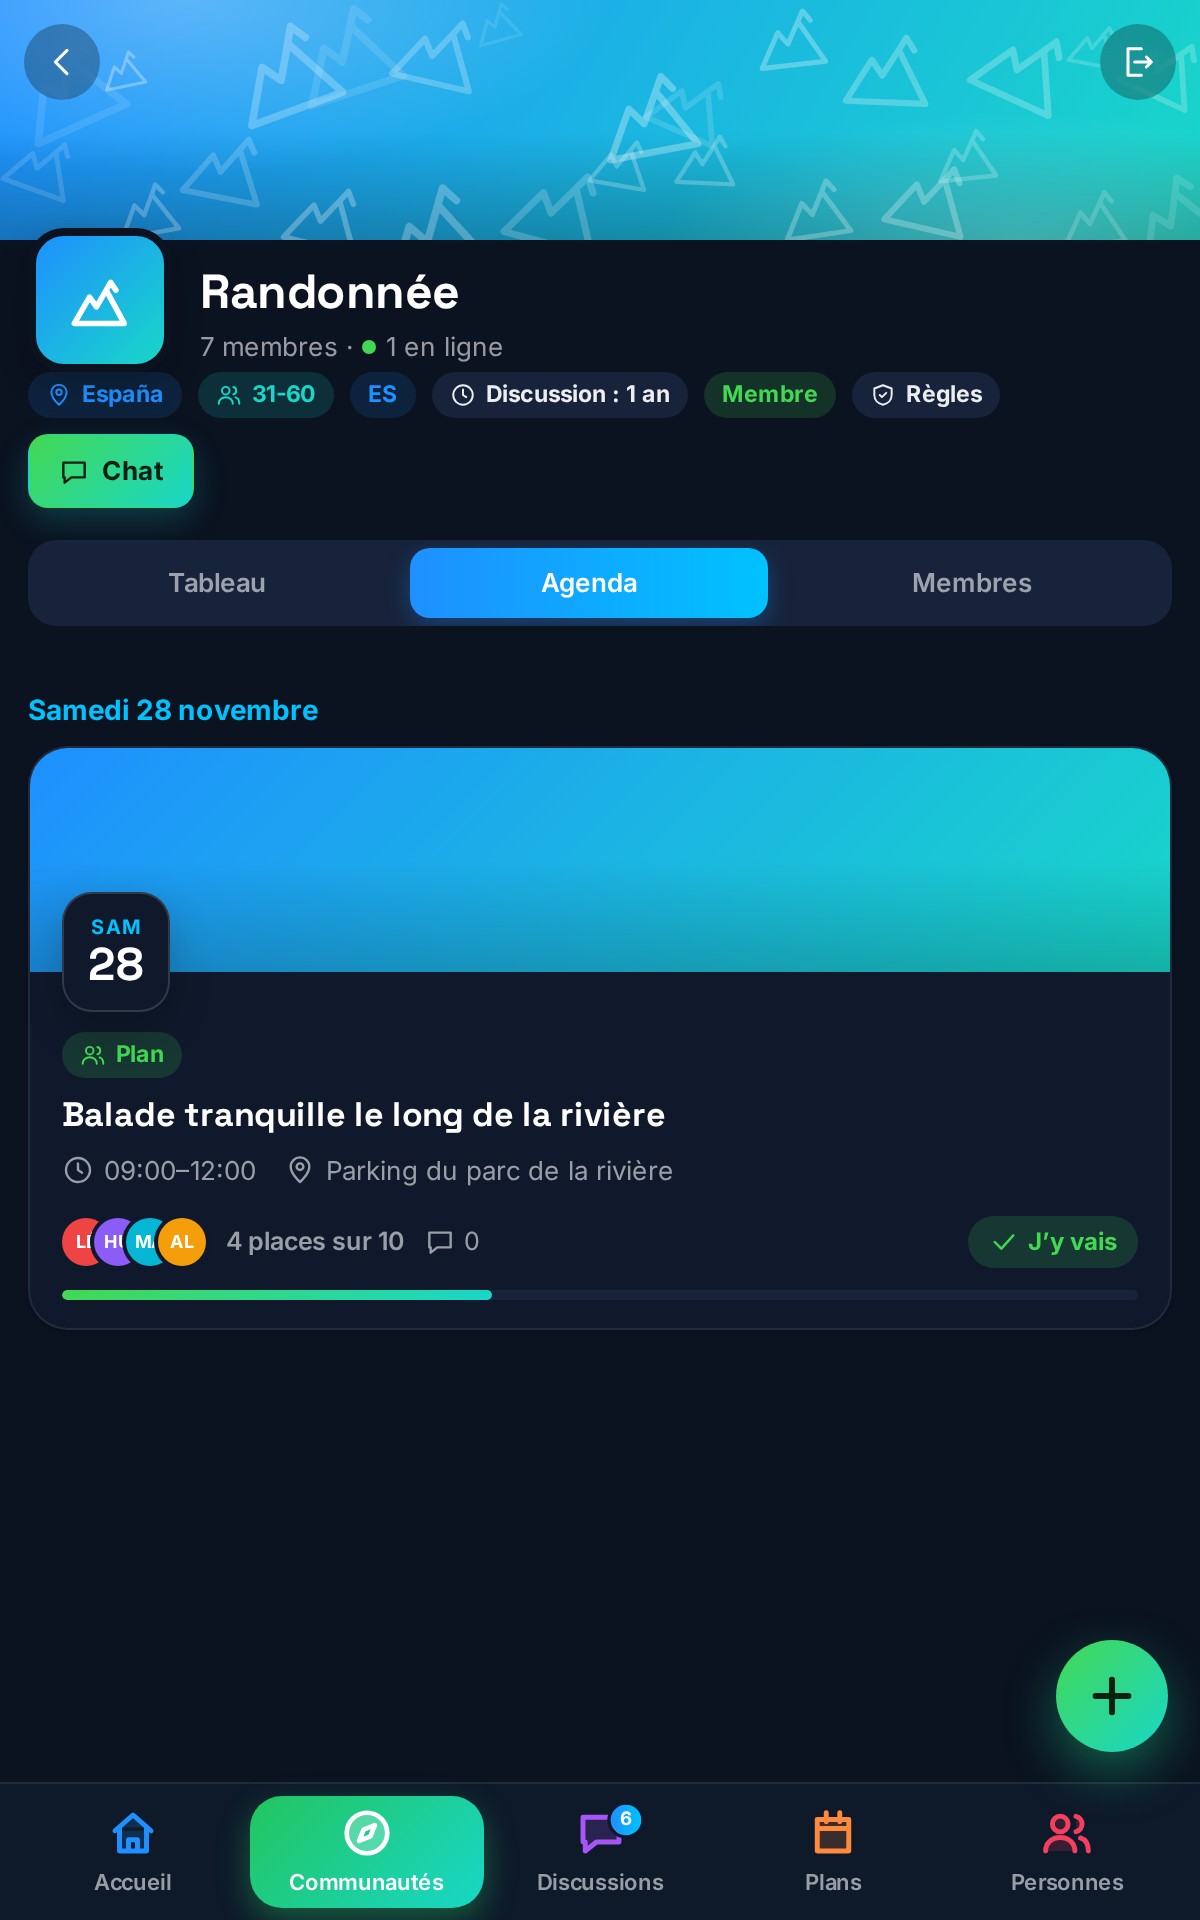 Randonnée
7 membres · 1 en ligne
España 31-60 ES Discussion : 1 an Membre Règles
Chat
Tableau Agenda Membres
Samedi 28 novembre
SAM
28
Plan
Balade tranquille le long de la rivière
09:00–12:00 Parking du parc de la rivière
AL 4 places sur 10 0 J’y vais
6
Accueil Communautés Discussions Plans Personnes